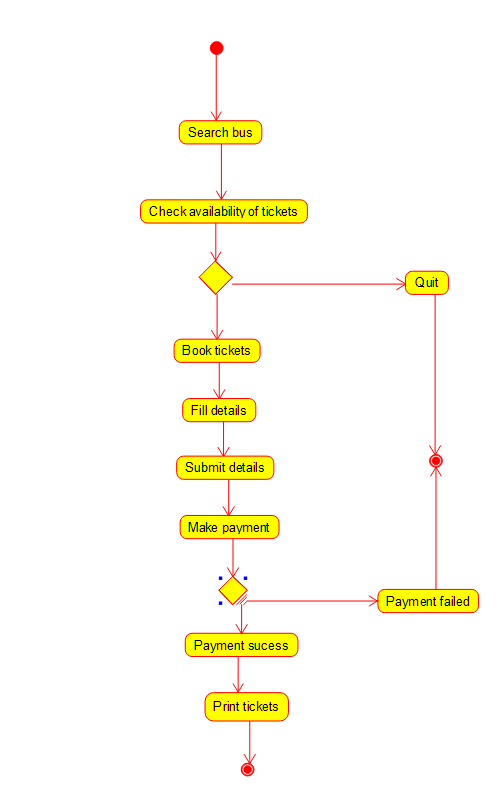 Search bus
Check availability of tickets
Quit
Book tickets
Fill details
Submit details
Make payment
Payment failed
Payment sucess
Print tickets